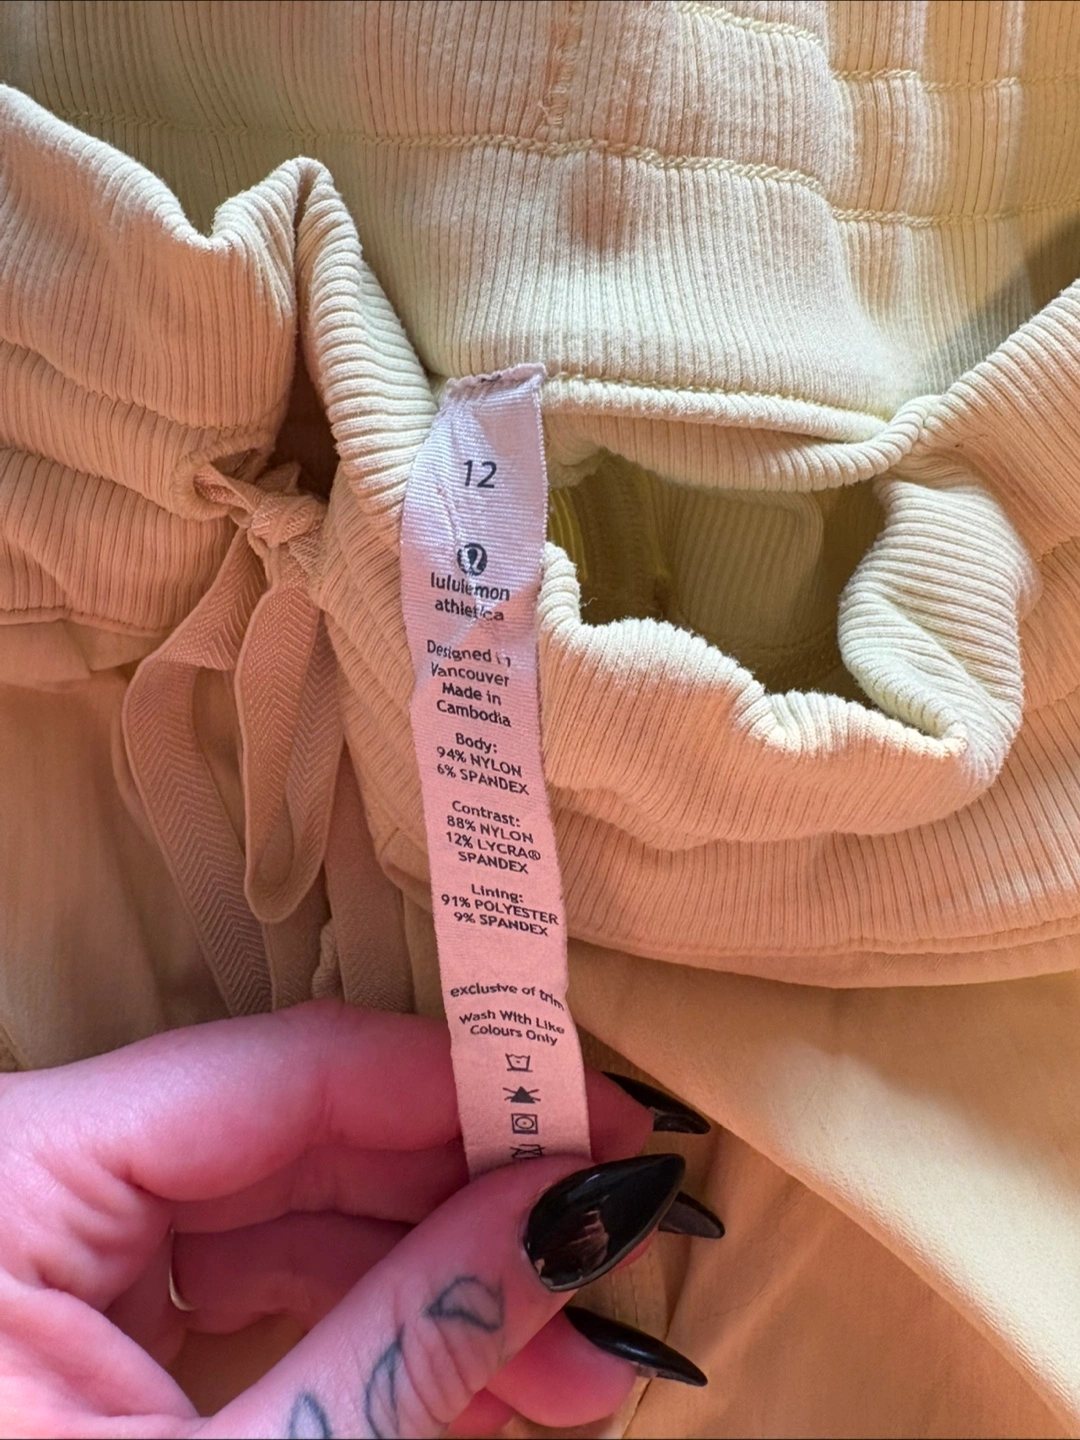 12
lululemon
athletica
Designed in
Vancouver
Made in
Cambodia
Body:
94% NYLON
6% SPANDEX
Contrast:
88% NYLON
12% LYCRA®
SPANDEX
Lining:
91% POLYESTER
9% SPANDEX
exclusive of trim
Wash With Like
Colours Only